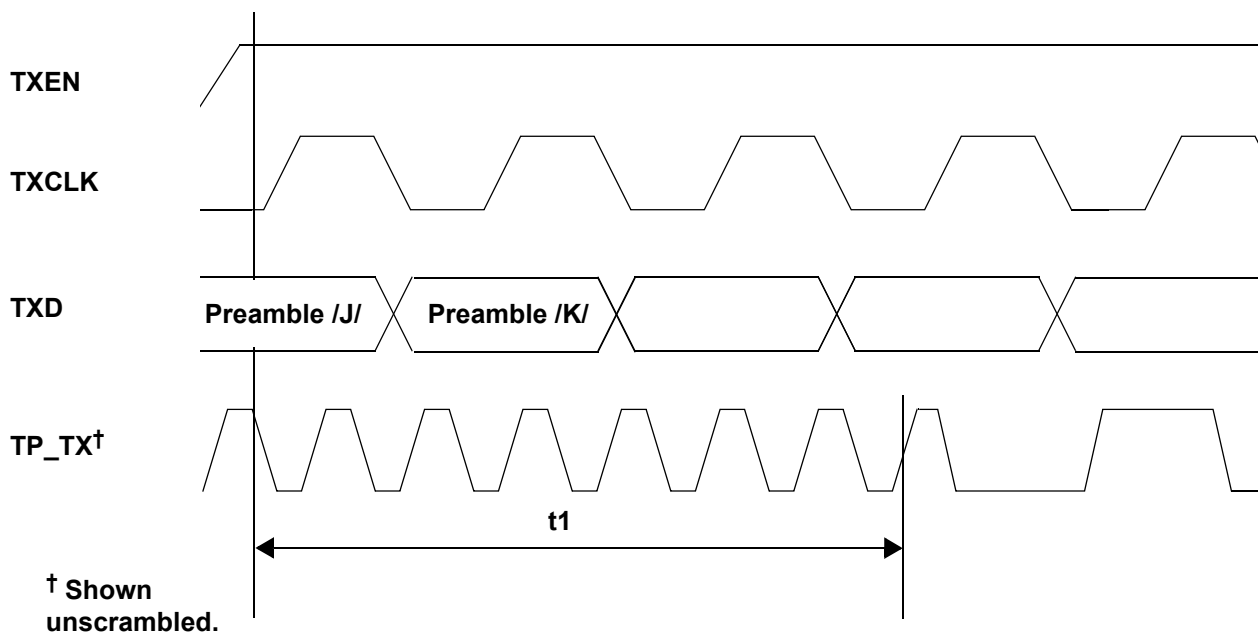 TXEN
TXCLK
TXD
Preamble /J/ Preamble /K/
TP_TX†
t1
† Shown
unscrambled.